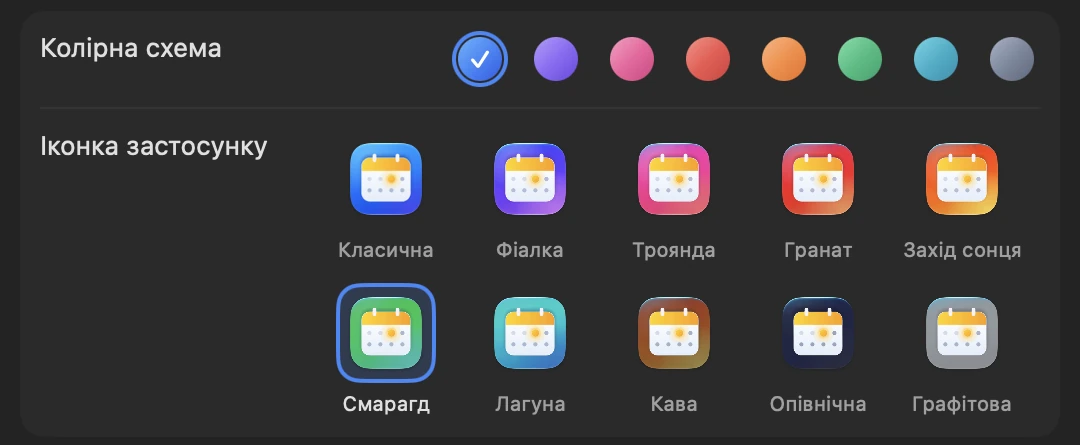 Колірна схема
Іконка застосунку
Класична
Фіалка
Троянда
Гранат
Захід сонця
Смарагд
Лагуна
Кава
Опівнічна
Графітова